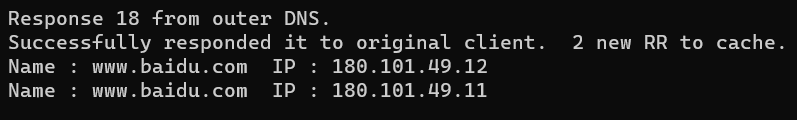 Response 18 from outer DNS.
Successfully responded it to original client.  2 new RR to cache.
Name : www.baidu.com  IP : 180.101.49.12
Name : www.baidu.com  IP : 180.101.49.11